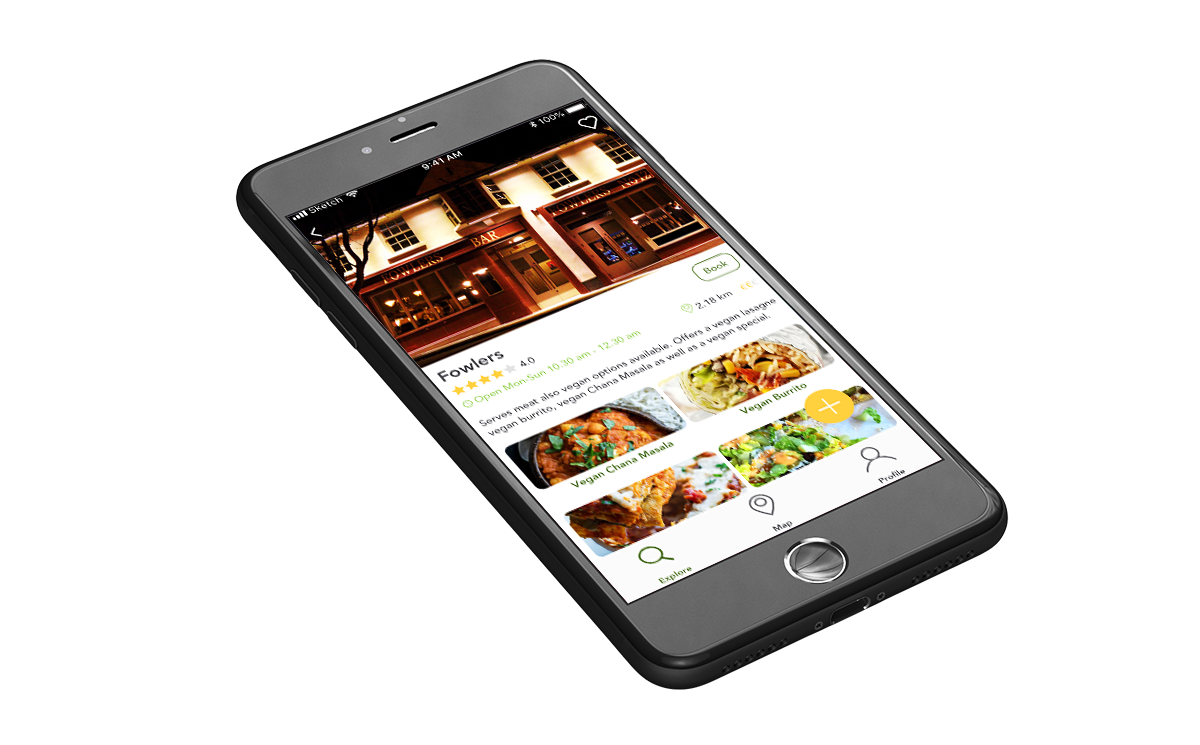 Sketch
9:41 AM
100%
FOWLERS
BAR
FOWLERS
Book
Fowlers
4.0
2.18 km
€€€
Open Mon-Sun 10:30 am - 12:30 am
Serves meat also vegan options available. Offers a vegan lasagne
vegan burrito, vegan Chana Masala as well as a vegan special.
Vegan Chana Masala
Vegan Burrito
Explore
Map
Profile